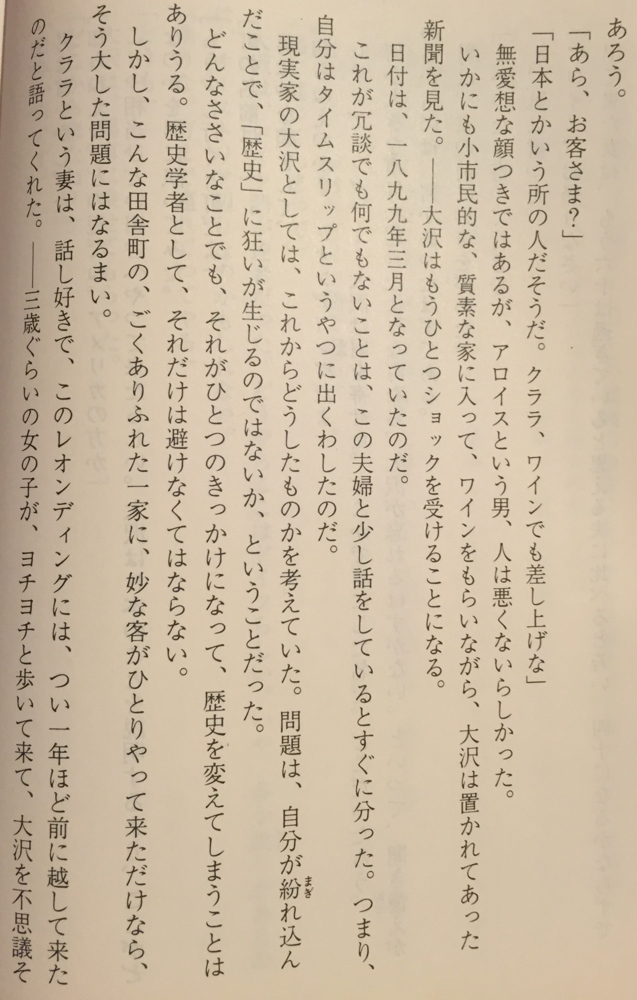 あろう。
「あら、お客さま？」
「日本とかいう所の人だそうだ。クララ、ワインでも差し上げな」
無愛想な顔つきではあるが、アロイスという男、人は悪くないらしかった。
いかにも小市民的な、質素な家に入って、ワインをもらいながら、大沢は置かれてあった
新聞を見た。――大沢はもうひとつショックを受けることになる。
日付は、一八九九年三月となっていたのだ。
これが冗談でも何でもないことは、この夫婦と少し話をしているとすぐに分った。つまり、
自分はタイムスリップというやつに出くわしたのだ。
現実家の大沢としては、これからどうしたものかを考えていた。問題は、自分が紛れ込ん
まぎ
だことで、「歴史」に狂いが生じるのではないか、ということだった。
どんなささいなことでも、それがひとつのきっかけになって、歴史を変えてしまうことは
ありうる。歴史学者として、それだけは避けなくてはならない。
しかし、こんな田舎町の、ごくありふれた一家に、妙な客がひとりやって来ただけなら、
そう大した問題にはなるまい。
クララという妻は、話し好きで、このレオンディングには、つい一年ほど前に越して来た
のだと語ってくれた。――三歳ぐらいの女の子が、ヨチヨチと歩いて来て、大沢を不思議そ